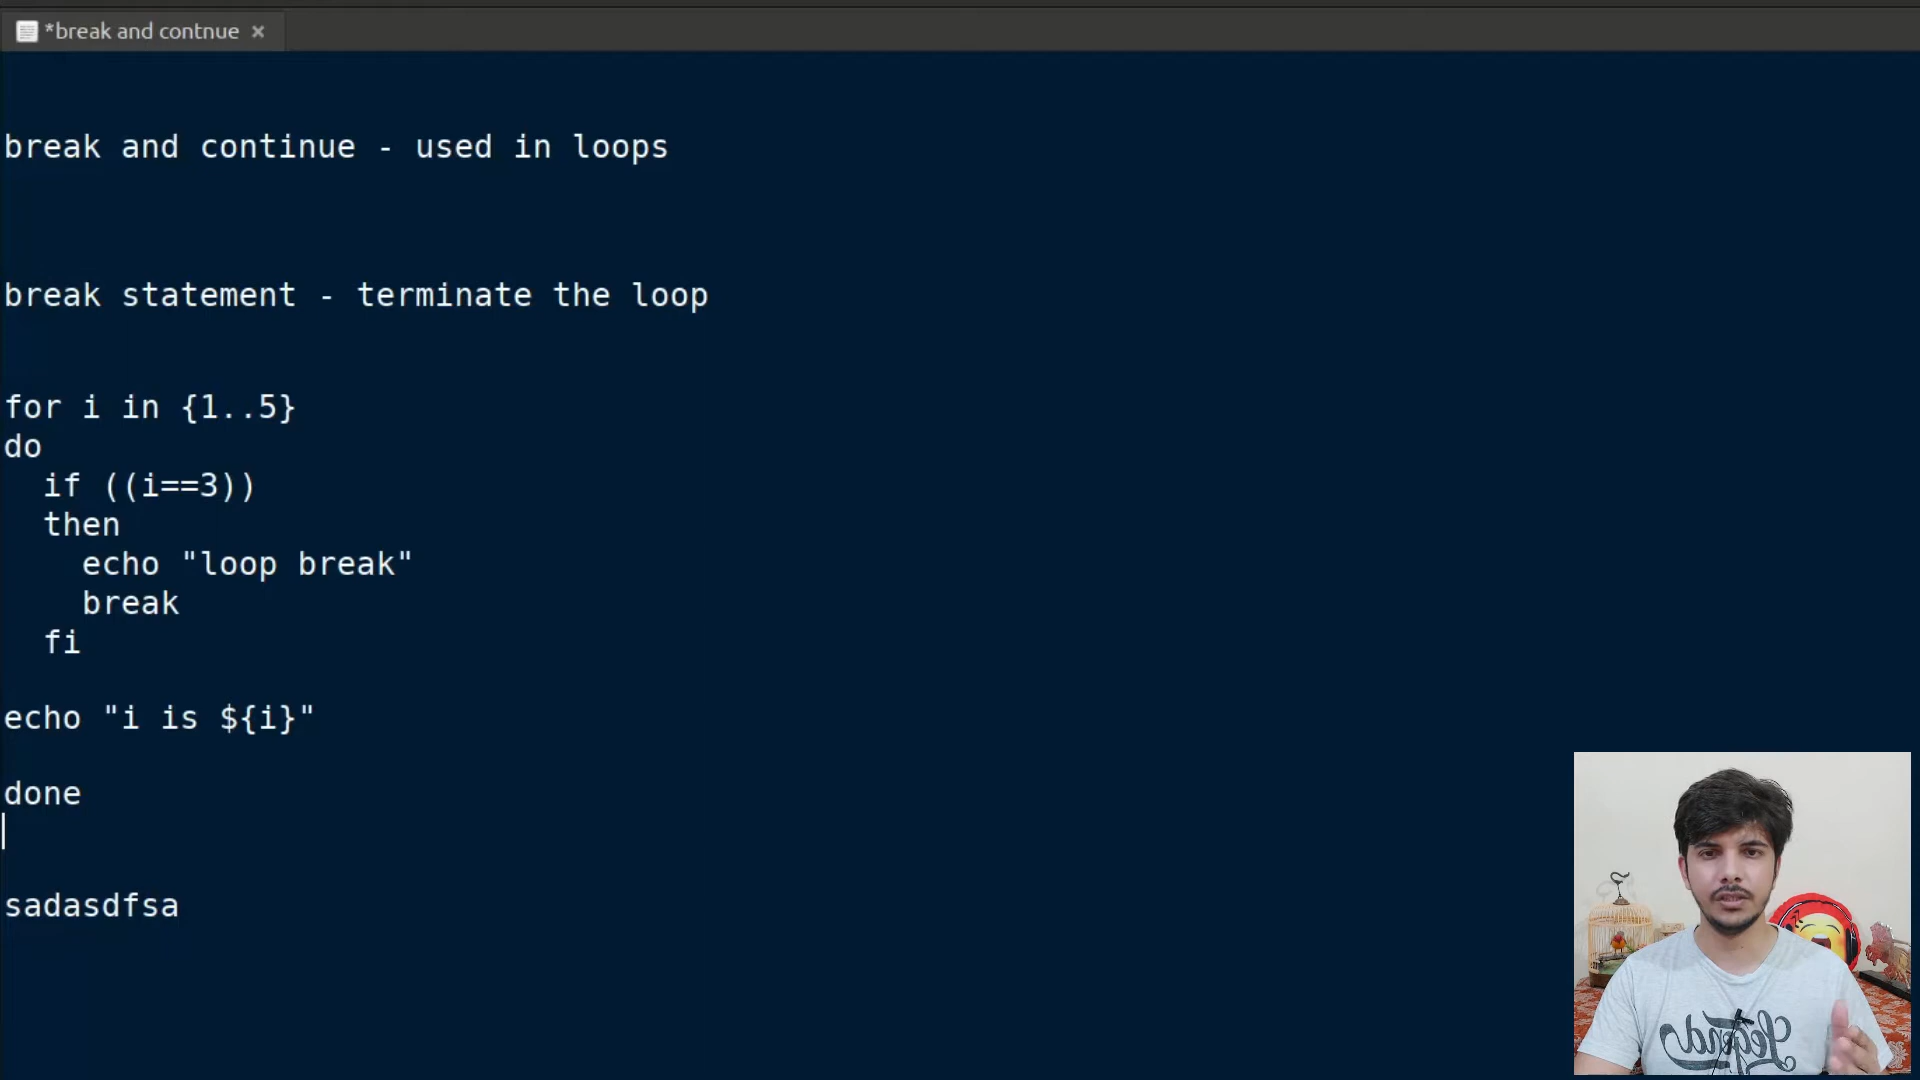 *break and contnue ×
break and continue - used in loops
break statement - terminate the loop
for i in {1..5}
do
if ((i==3))
then
echo "loop break"
break
fi
echo "i is ${i}"
done
sadasdfsa
Legend